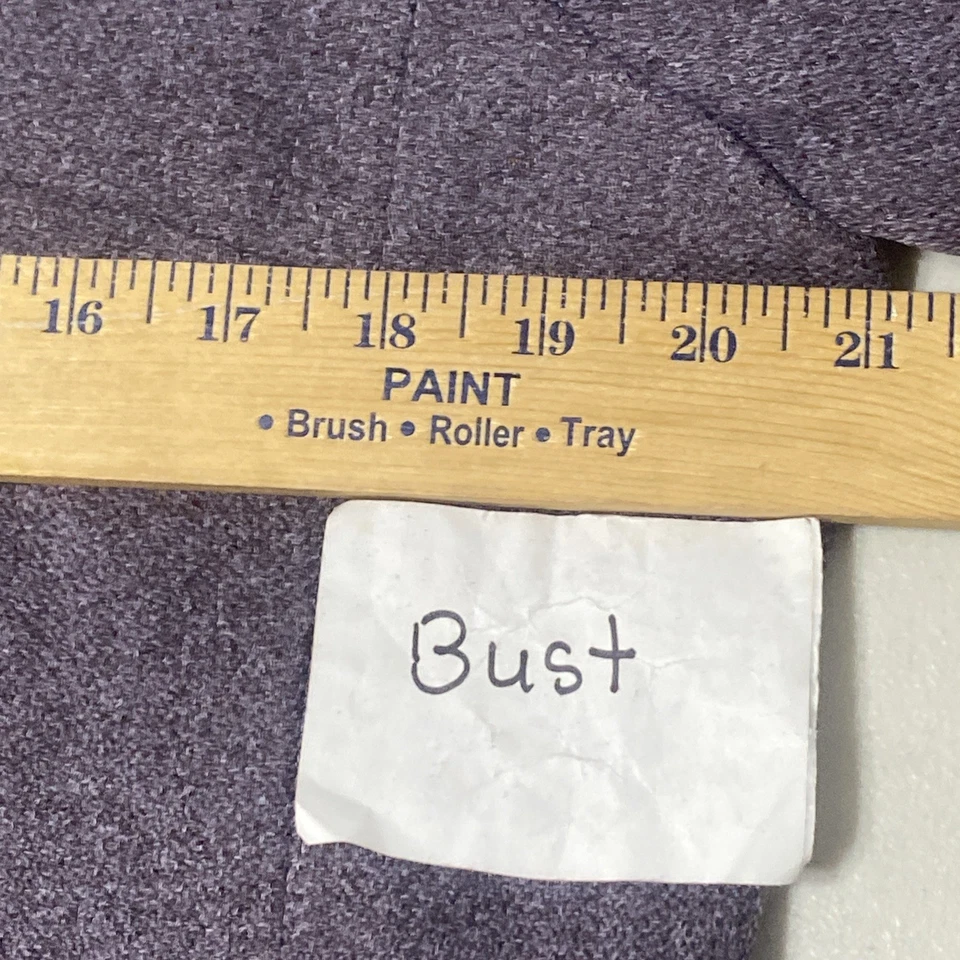 16 17 18 19 20 21
PAINT
• Brush • Roller • Tray
Bust